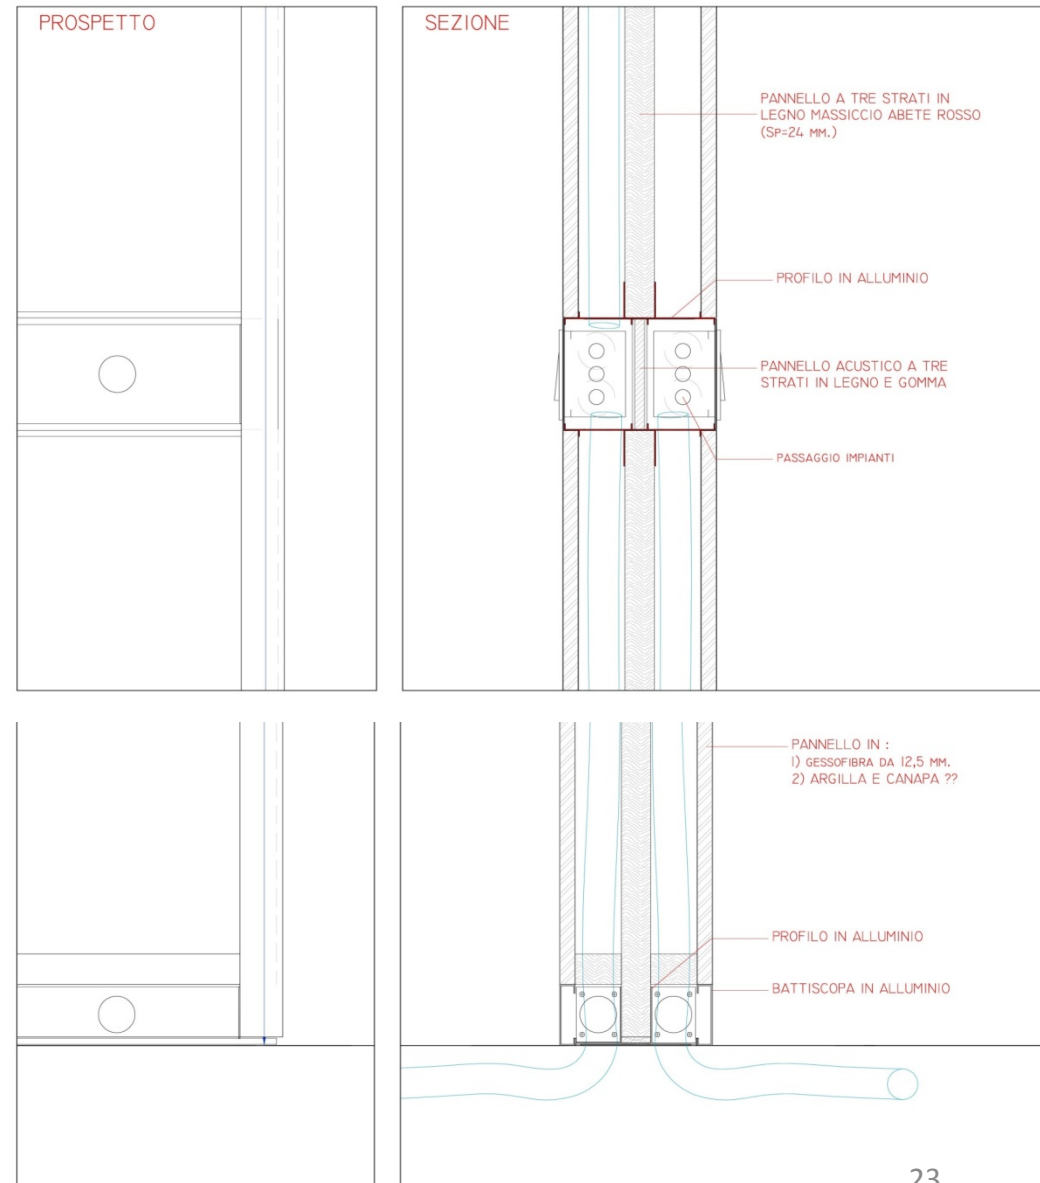 PROSPETTO
SEZIONE
PANNELLO A TRE STRATI IN
LEGNO MASSICCIO ABETE ROSSO
(SP=24 MM.)
PROFILO IN ALLUMINIO
PANNELLO ACUSTICO A TRE
STRATI IN LEGNO E GOMMA
PASSAGGIO IMPIANTI
PANNELLO IN :
1) GESSOFIBRA DA 12,5 MM.
2) ARGILLA E CANAPA ??
PROFILO IN ALLUMINIO
BATTISCOPA IN ALLUMINIO
23